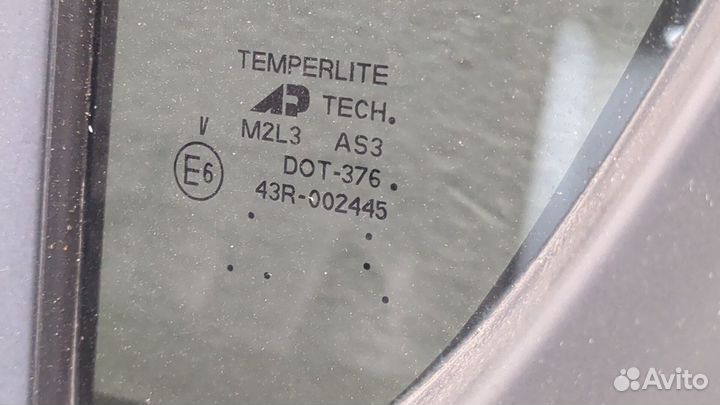 TEMPERLITE
AP TECH.
V M2L3 AS3
E6 DOT-376.
43R-002445
Avito